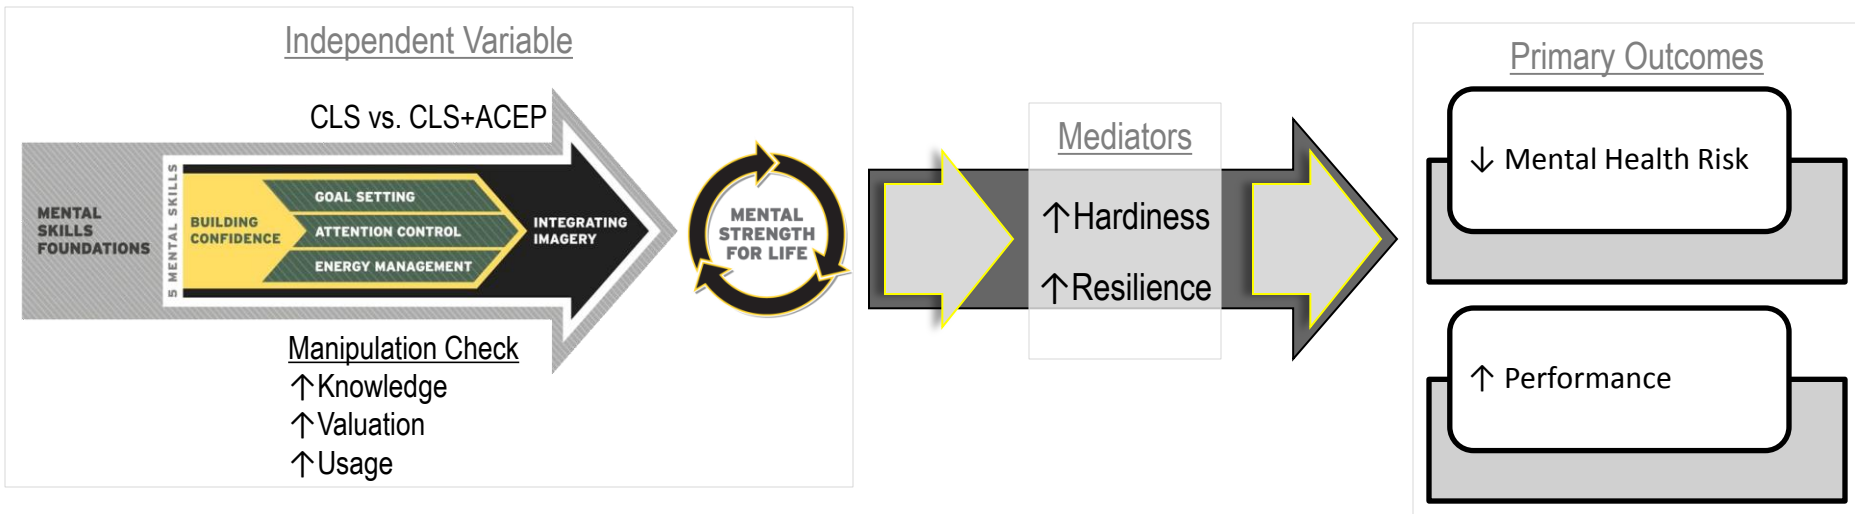 Independent Variable
CLS vs. CLS+ACEP
MENTAL
SKILLS
FOUNDATIONS
5 MENTAL SKILLS
BUILDING
CONFIDENCE
GOAL SETTING
ATTENTION CONTROL
ENERGY MANAGEMENT
INTEGRATING
IMAGERY
MENTAL
STRENGTH
FOR LIFE
Manipulation Check
↑Knowledge
↑Valuation
↑Usage
Mediators
↑Hardiness
↑Resilience
Primary Outcomes
↓ Mental Health Risk
↑ Performance